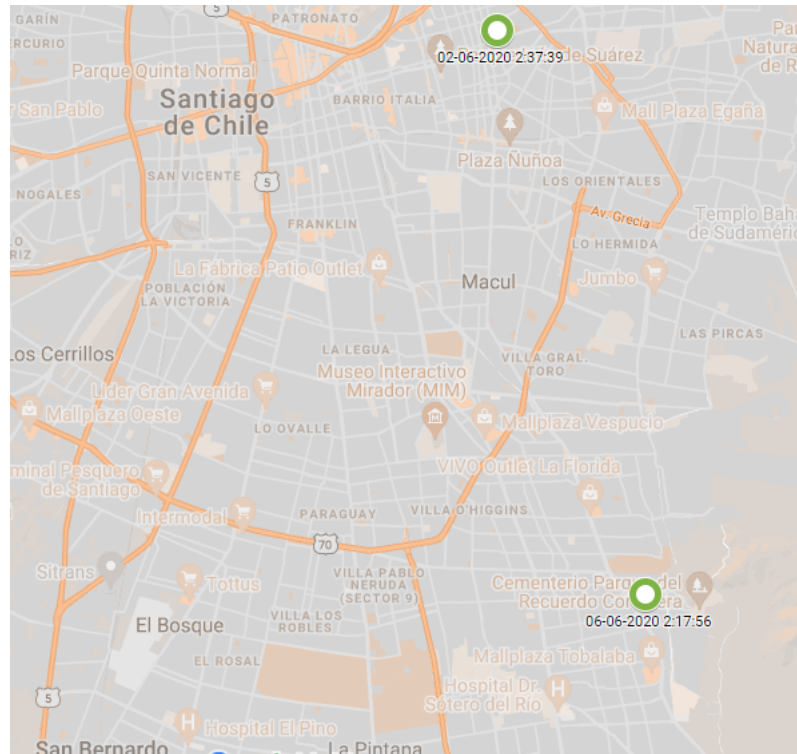 GARÍN
5
PATRONATO
ERCURIO
02-06-2020 2:37:39
de Suárez
Parque Quinta Normal
r San Pablo
Santiago
de Chile
BARRIO ITALIA
Mall Plaza Egaña
Plaza Ñuñoa
SAN VICENTE
5
LOS ORIENTALES
NOGALES
FRANKLIN
Av. Grecia
Templo Bah
de Sudaméric
LO HERMIDA
La Fábrica Patio Outlet
Jumbo
Macul
POBLACIÓN
LA VICTORIA
LAS PIRCAS
Los Cerrillos
LA LEGUA
VILLA GRAL.
TORO
Museo Interactivo
Mirador (MIM)
Lider Gran Avenida
Mallplaza Oeste
Mallplaza Vespucio
LO OVALLE
minal Pesquero
de Santiago
VIVO Outlet La Florida
Intermodal
PARAGUAY
VILLA O'HIGGINS
70
Sitrans
Tottus
VILLA PABLO
NERUDA
(SECTOR 9)
Cementerio Parque del
Recuerdo Cordillera
06-06-2020 2:17:56
VILLA LOS
ROBLES
El Bosque
EL ROSAL
Mallplaza Tobalaba
5
Hospital Dr.
Sótero del Río
Hospital El Pino
San Bernardo
La Pintana